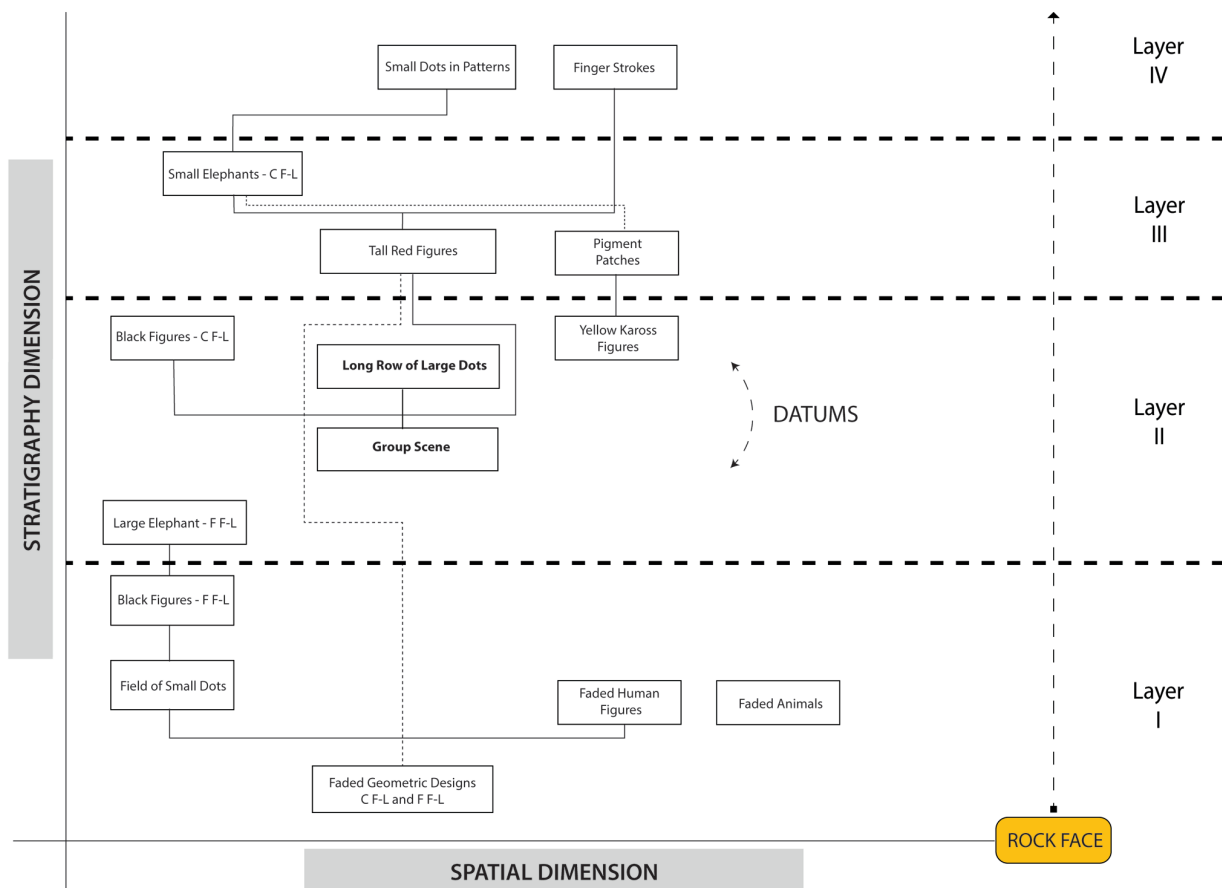 Small Dots in Patterns
Finger Strokes
Layer
IV
Small Elephants - C F-L
Tall Red Figures
Pigment
Patches
Layer
III
Black Figures - C F-L
Yellow Kaross
Figures
Long Row of Large Dots
DATUMS
Group Scene
Layer
II
Large Elephant - F F-L
Black Figures - F F-L
Field of Small Dots
Faded Human
Figures
Faded Animals
Layer
I
Faded Geometric Designs
C F-L and F F-L
ROCK FACE
STRATIGRAPHY DIMENSION
SPATIAL DIMENSION